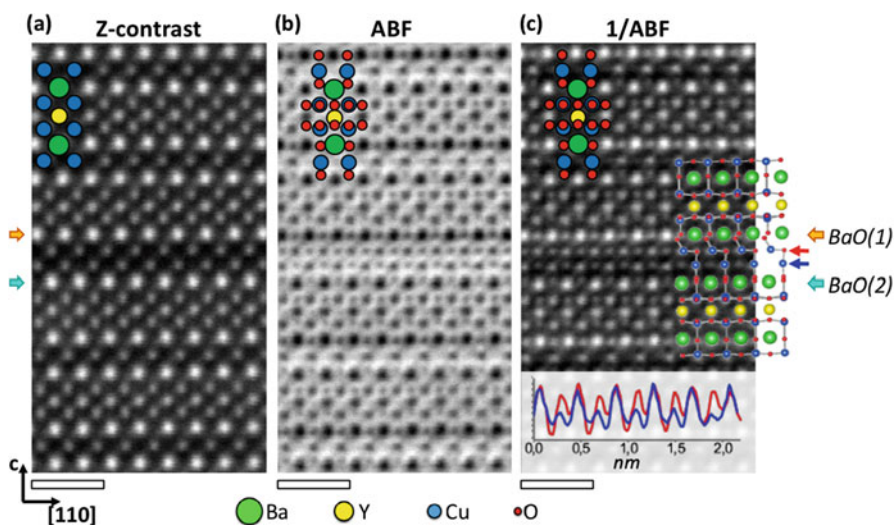 (a) Z-contrast
(b) ABF
(c) 1/ABF
BaO(1)
BaO(2)
0,0 0,5 1,0 1,5 2,0
nm
c
[110]
Ba Y Cu O